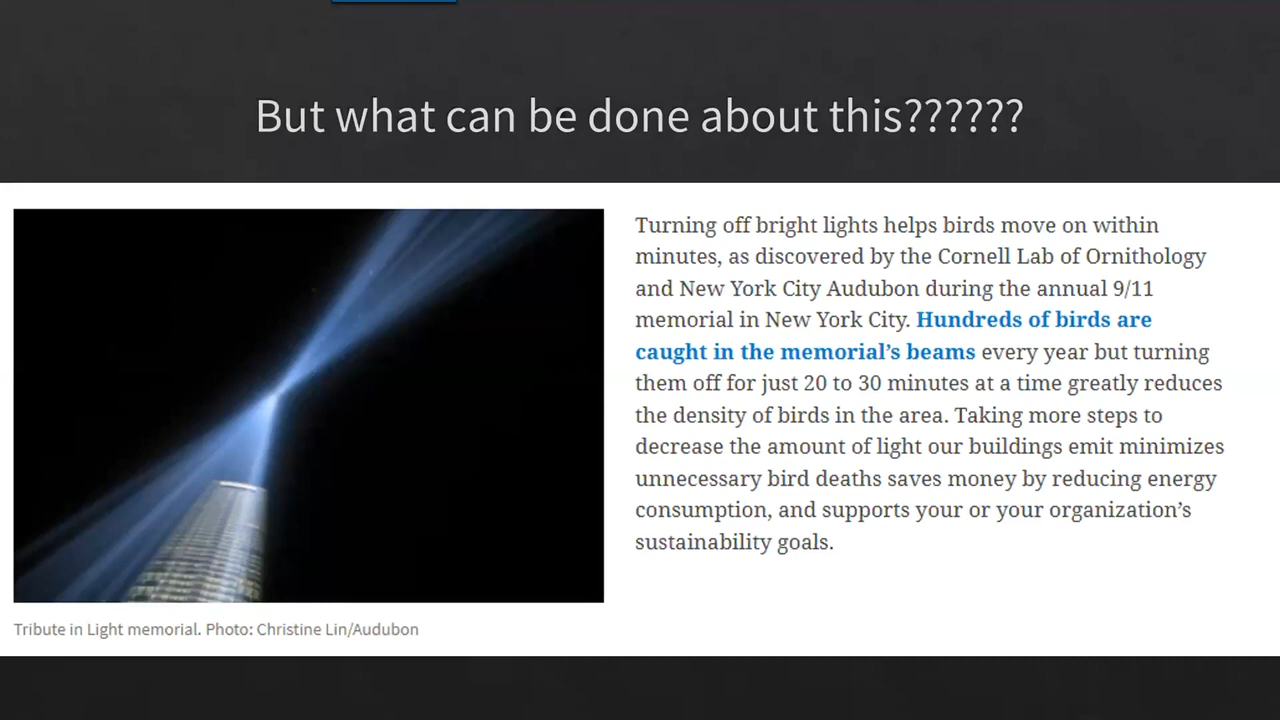 But what can be done about this??????
Turning off bright lights helps birds move on within
minutes, as discovered by the Cornell Lab of Ornithology
and New York City Audubon during the annual 9/11
memorial in New York City. Hundreds of birds are
caught in the memorial’s beams every year but turning
them off for just 20 to 30 minutes at a time greatly reduces
the density of birds in the area. Taking more steps to
decrease the amount of light our buildings emit minimizes
unnecessary bird deaths saves money by reducing energy
consumption, and supports your or your organization’s
sustainability goals.
Tribute in Light memorial. Photo: Christine Lin/Audubon